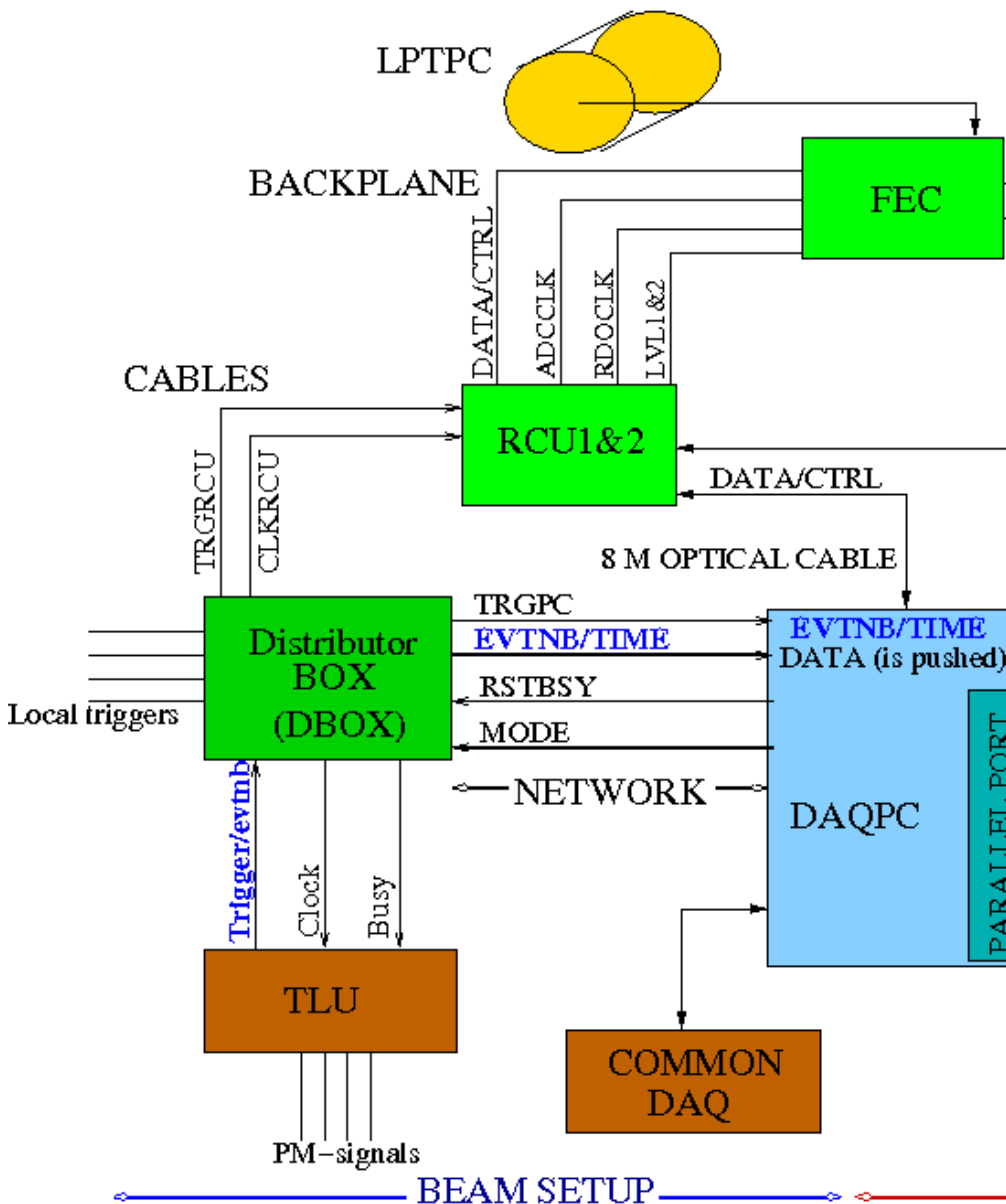 LPTPC
BACKPLANE
FEC
DATA/CTRL
ADCCLK
RDOCLK
LVL1&2
CABLES
RCU1&2
TRGRCU
CLKRCU
DATA/CTRL
8 M OPTICAL CABLE
TRGPC
EVTNB/TIME
RSTBSY
MODE
NETWORK
Distributor
BOX
(DBOX)
Local triggers
EVTNB/TIME
DATA (is pushed)
DAQPC
PARALLEL PORT
Trigger/evtnb
Clock
Busy
TLU
COMMON
DAQ
PM-signals
BEAM SETUP